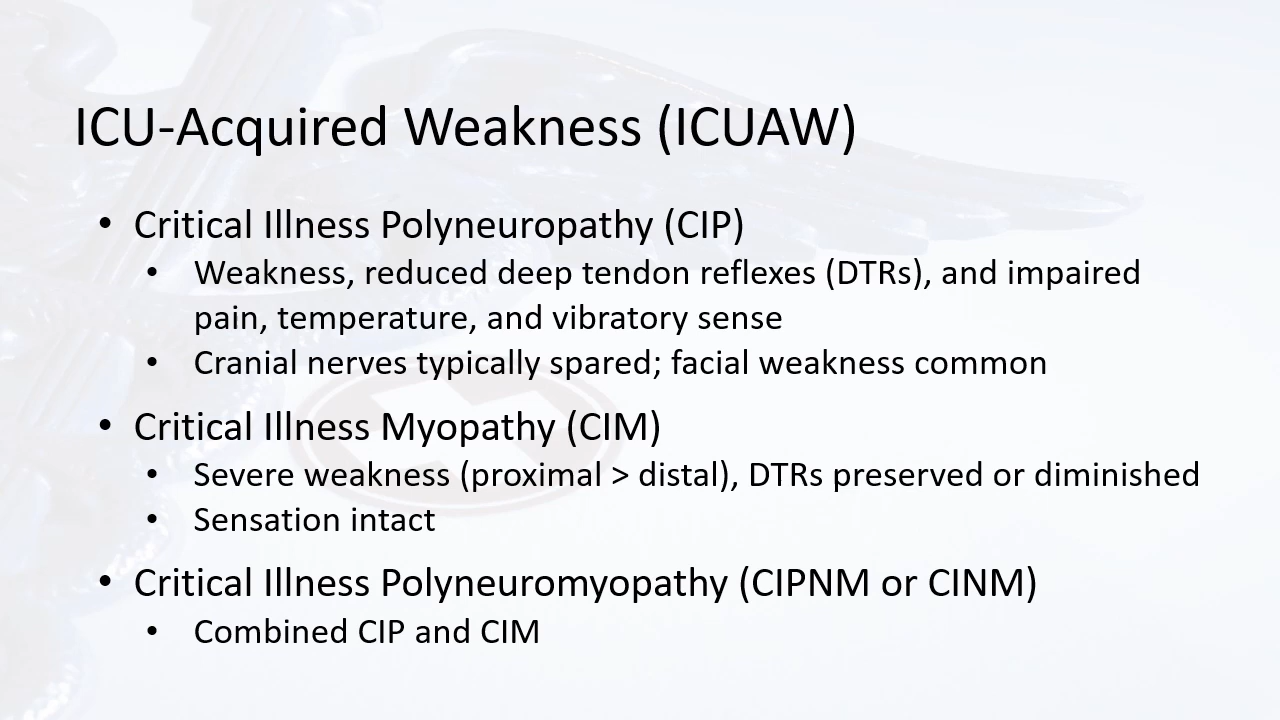 ICU-Acquired Weakness (ICUAW)
• Critical Illness Polyneuropathy (CIP)
• Weakness, reduced deep tendon reflexes (DTRs), and impaired
pain, temperature, and vibratory sense
• Cranial nerves typically spared; facial weakness common
• Critical Illness Myopathy (CIM)
• Severe weakness (proximal > distal), DTRs preserved or diminished
• Sensation intact
• Critical Illness Polyneuromyopathy (CIPNM or CINM)
• Combined CIP and CIM